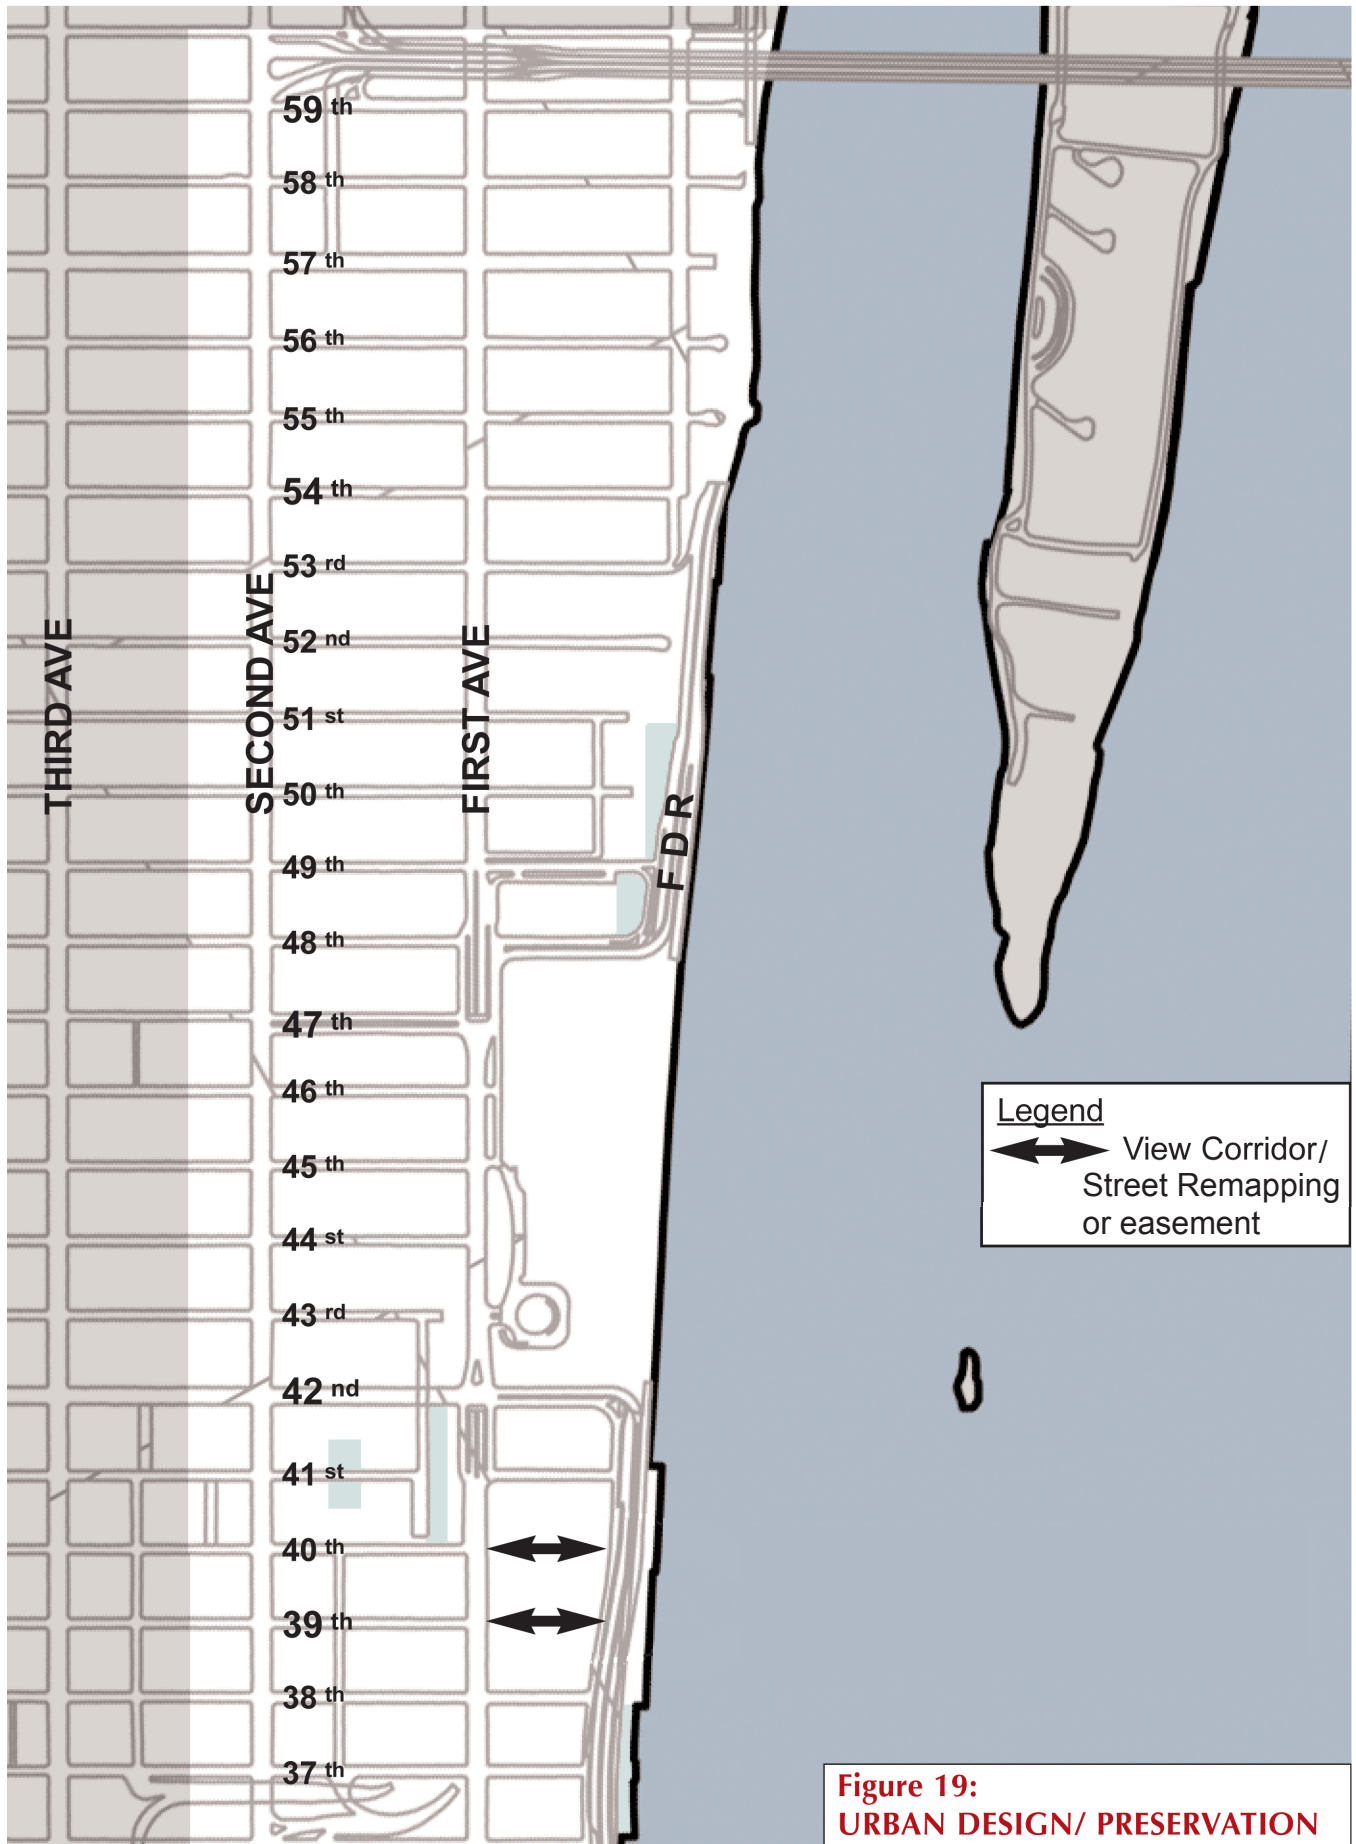 59 th
58 th
57 th
56 th
55 th
54 th
53 rd
52 nd
51 st
50 th
49 th
48 th
47 th
46 th
45 th
44 st
43 rd
42 nd
41 st
40 th
39 th
38 th
37 th
THIRD AVE
SECOND AVE
FIRST AVE
F D R
Legend
View Corridor/
Street Remapping
or easement
Figure 19:
URBAN DESIGN/ PRESERVATION